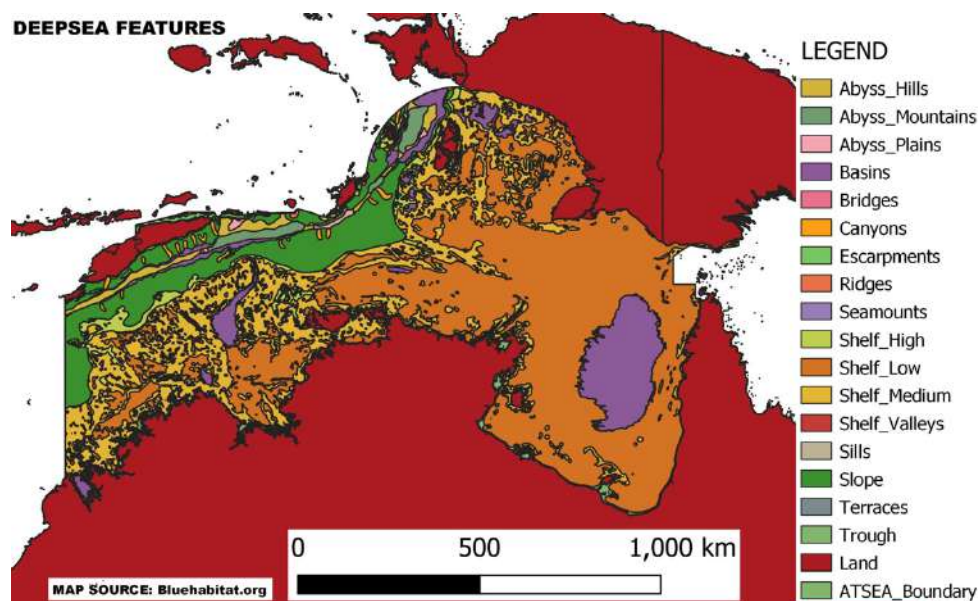 DEEPSEA FEATURES
LEGEND
Abyss_Hills
Abyss_Mountains
Abyss_Plains
Basins
Bridges
Canyons
Escarpments
Ridges
Seamounts
Shelf_High
Shelf_Low
Shelf_Medium
Shelf_Valleys
Sills
Slope
Terraces
Trough
Land
ATSEA_Boundary
0 500 1,000 km
MAP SOURCE: Bluehabitat.org